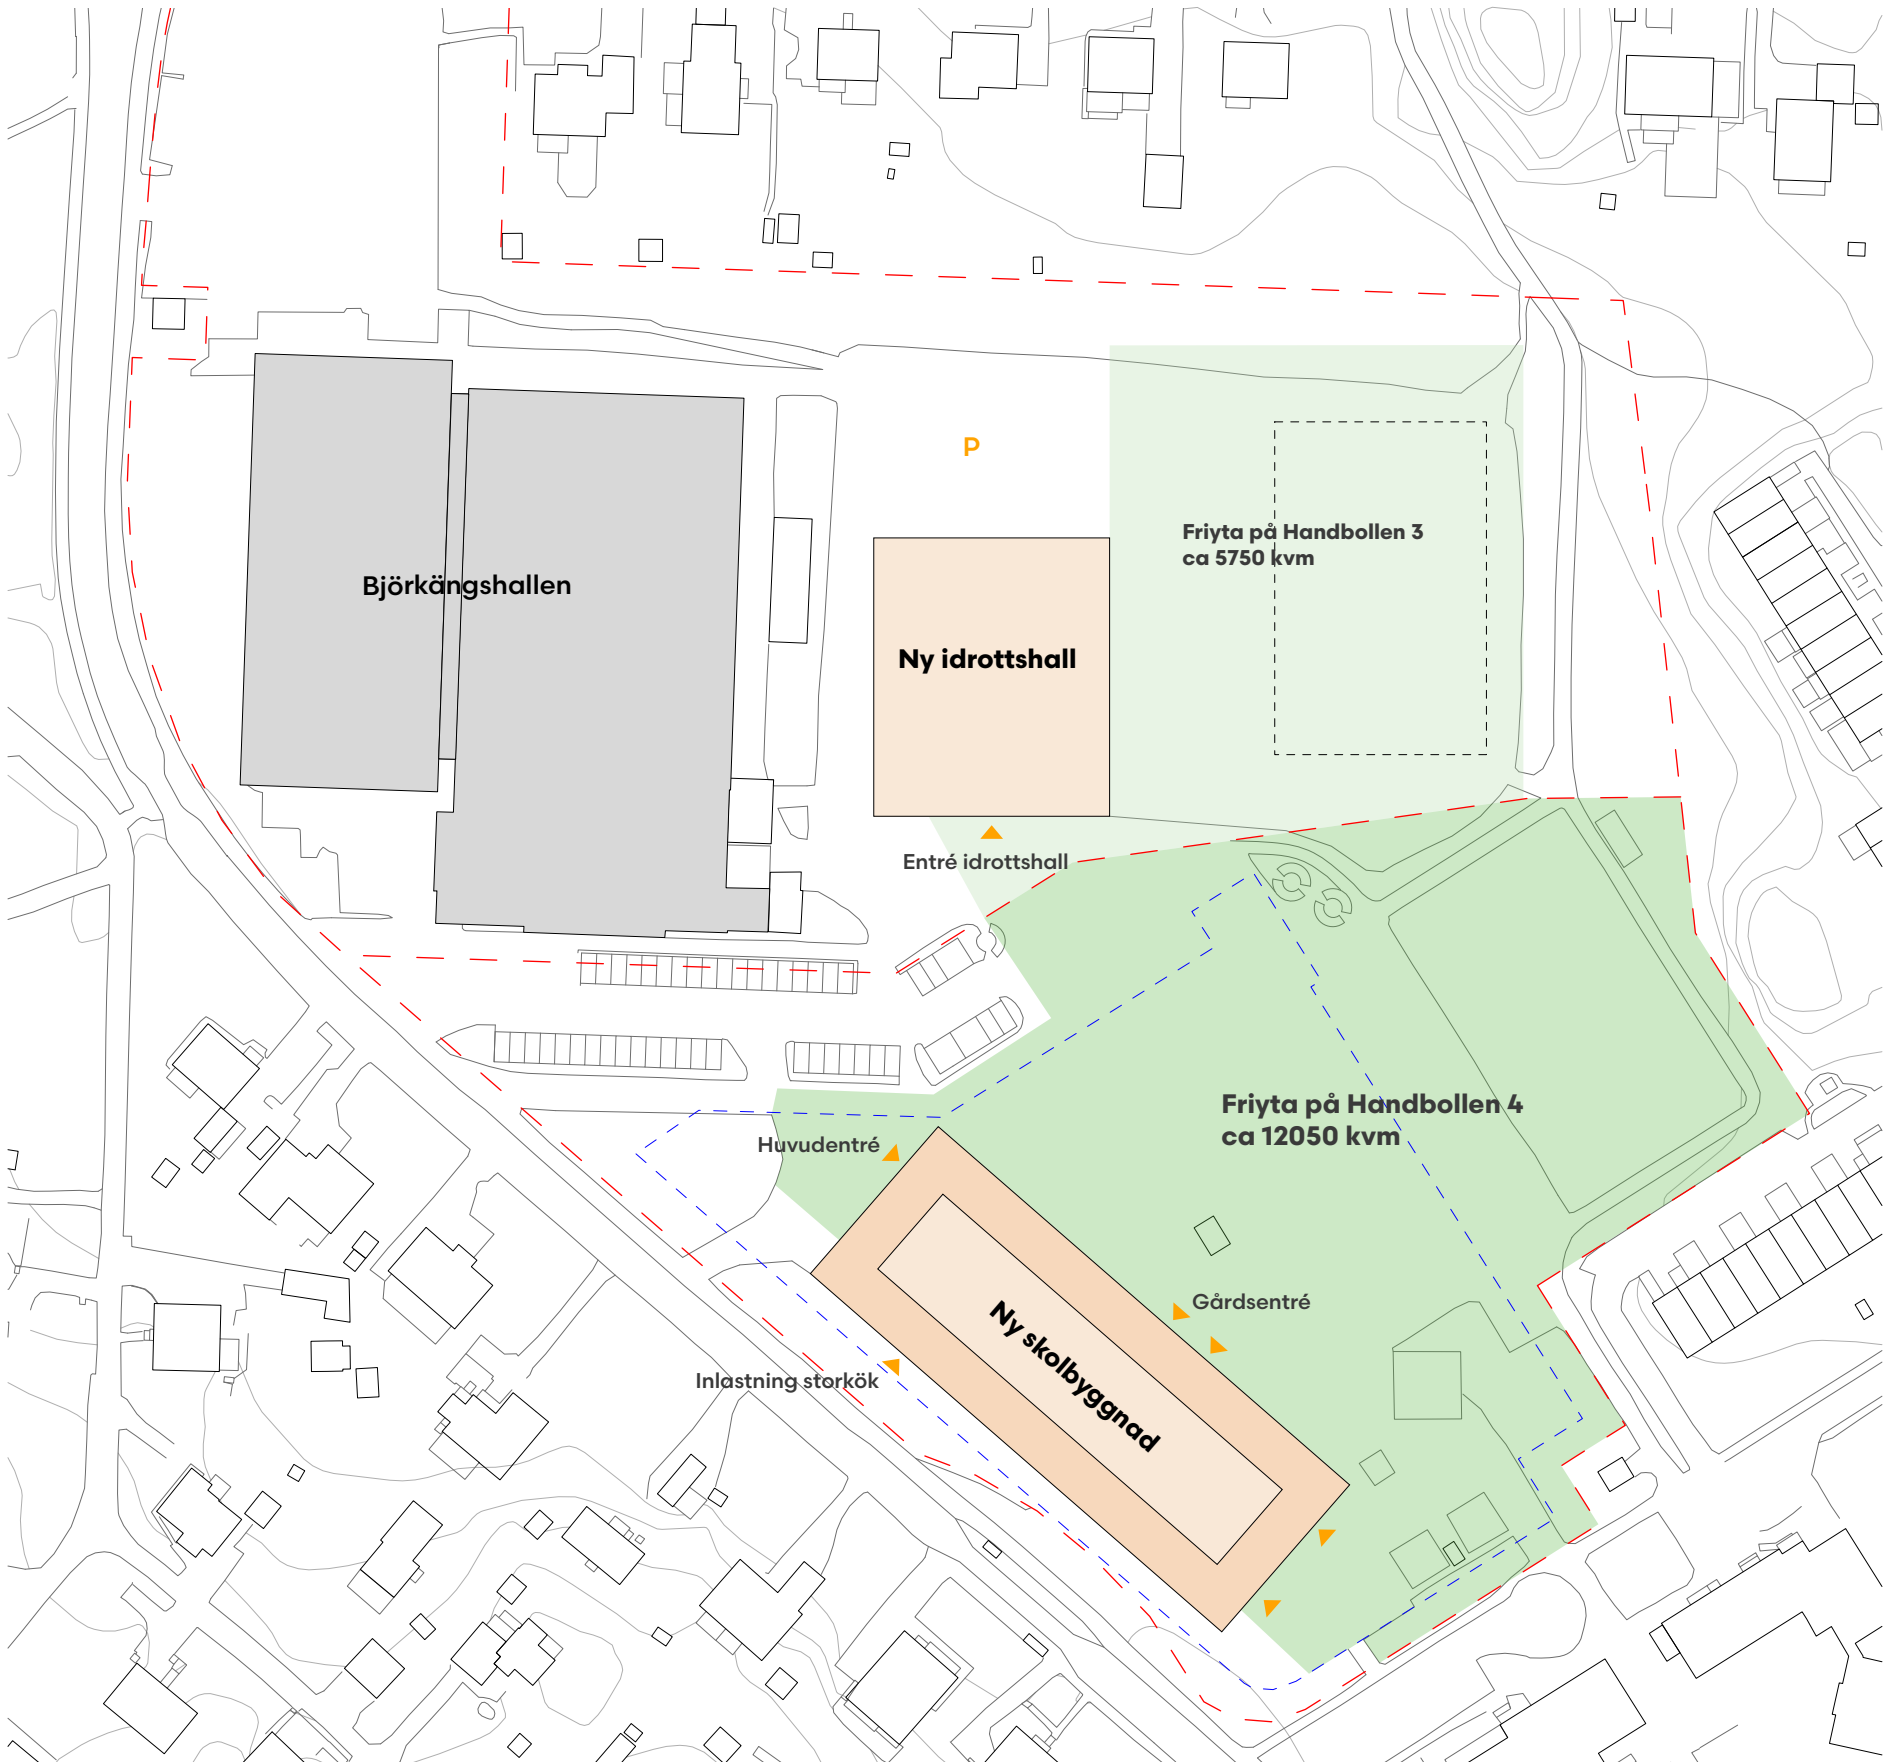 P
Friyta på Handbollen 3
ca 5750 kvm
Björkängshallen
Ny idrottshall
Entré idrottshall
Friyta på Handbollen 4
ca 12050 kvm
Huvudentré
Gårdsentré
Ny skolbyggnad
Inlastning storkök